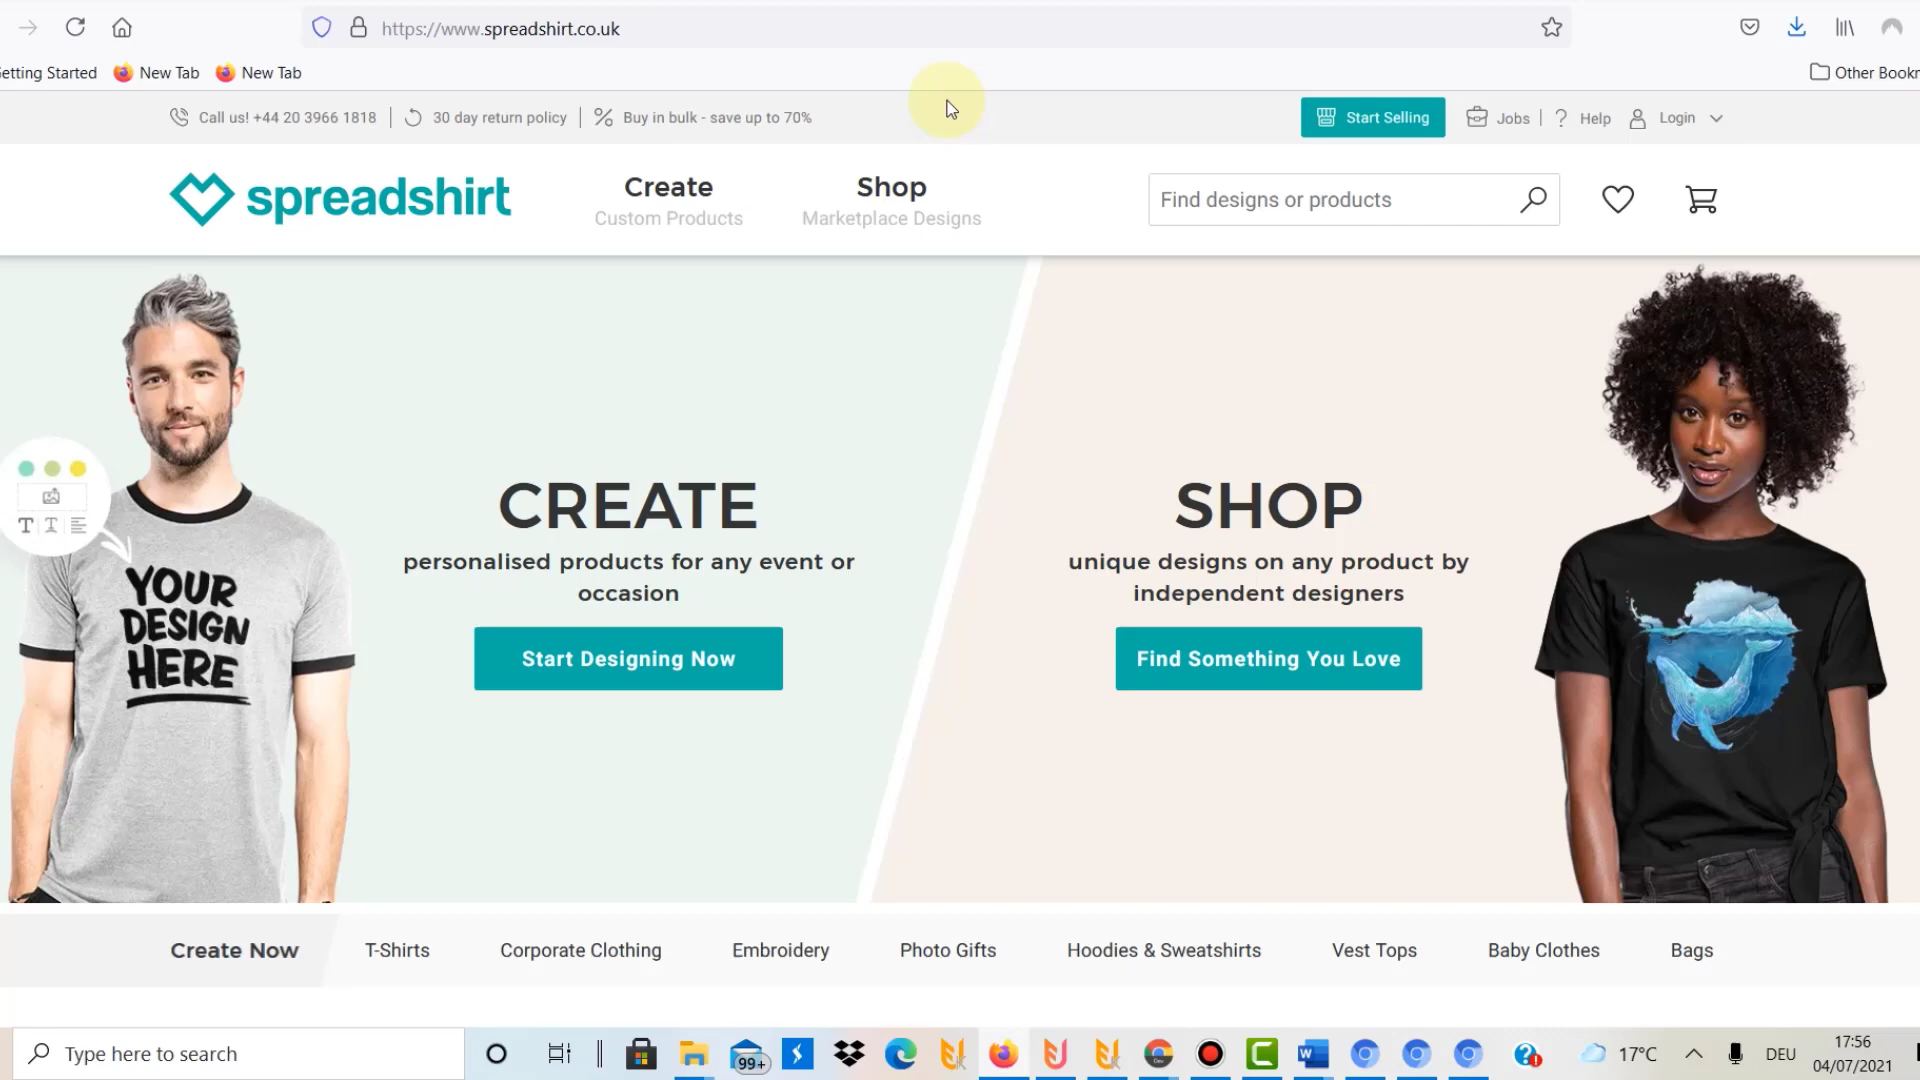 https://www.spreadshirt.co.uk
etting Started New Tab New Tab Other Bookr
Call us! +44 20 3966 1818 30 day return policy Buy in bulk - save up to 70% Start Selling Jobs Help Login
spreadshirt
Create
Custom Products
Shop
Marketplace Designs
Find designs or products
YOUR
DESIGN
HERE
CREATE
personalised products for any event or
occasion
Start Designing Now
SHOP
unique designs on any product by
independent designers
Find Something You Love
Create Now T-Shirts Corporate Clothing Embroidery Photo Gifts Hoodies & Sweatshirts Vest Tops Baby Clothes Bags
Type here to search 99+ 17°C DEU
17:56
04/07/2021